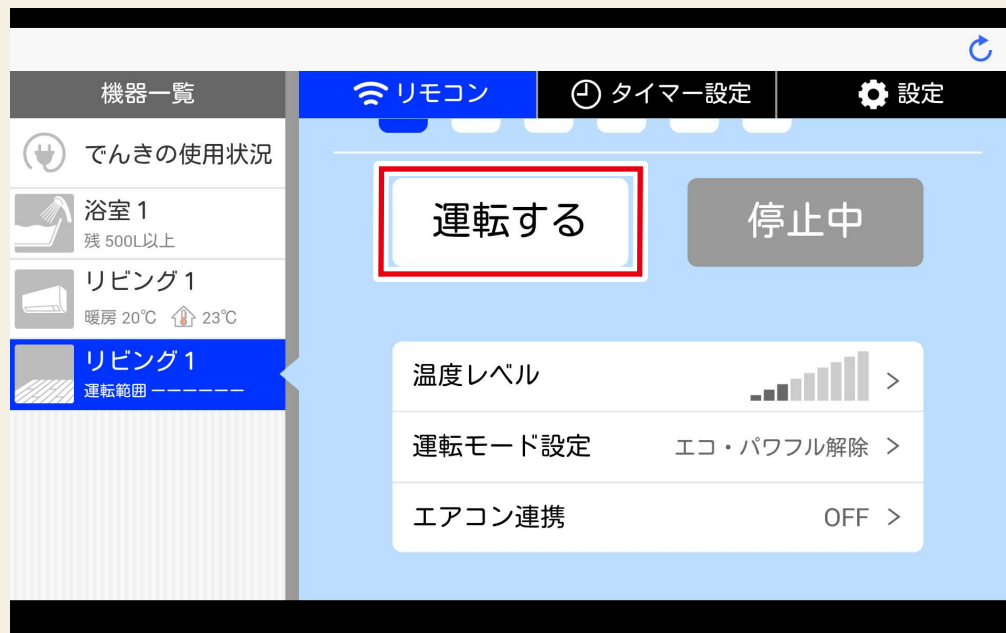 機器一覧
リモコン
タイマー設定
設定
でんきの使用状況
浴室1
残 500L以上
リビング1
暖房 20℃ 23℃
リビング1
運転範囲 ーーーーーー
運転する
停止中
温度レベル >
運転モード設定 エコ・パワフル解除 >
エアコン連携 OFF >